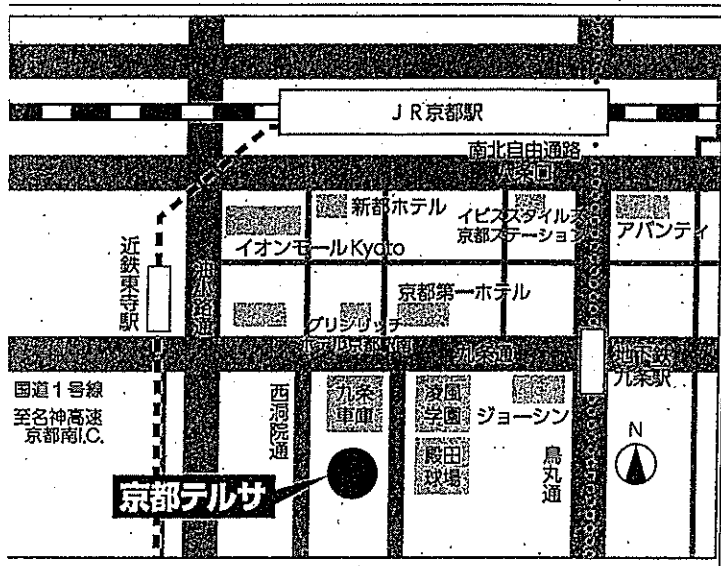 JR京都駅
南北自由通路
八条口
新都ホテル
イビススタイルズ
京都ステーション
アバンティ
イオンモールKyoto
近鉄東寺駅
油小路通
京都第一ホテル
グリンリッチ
九条通
地下鉄
九条駅
国道1号線
至名神高速
京都南I.C.
西洞院通
九条
車庫
凌風
学園
ジョーシン
殿田
球場
烏丸通
N
京都テルサ